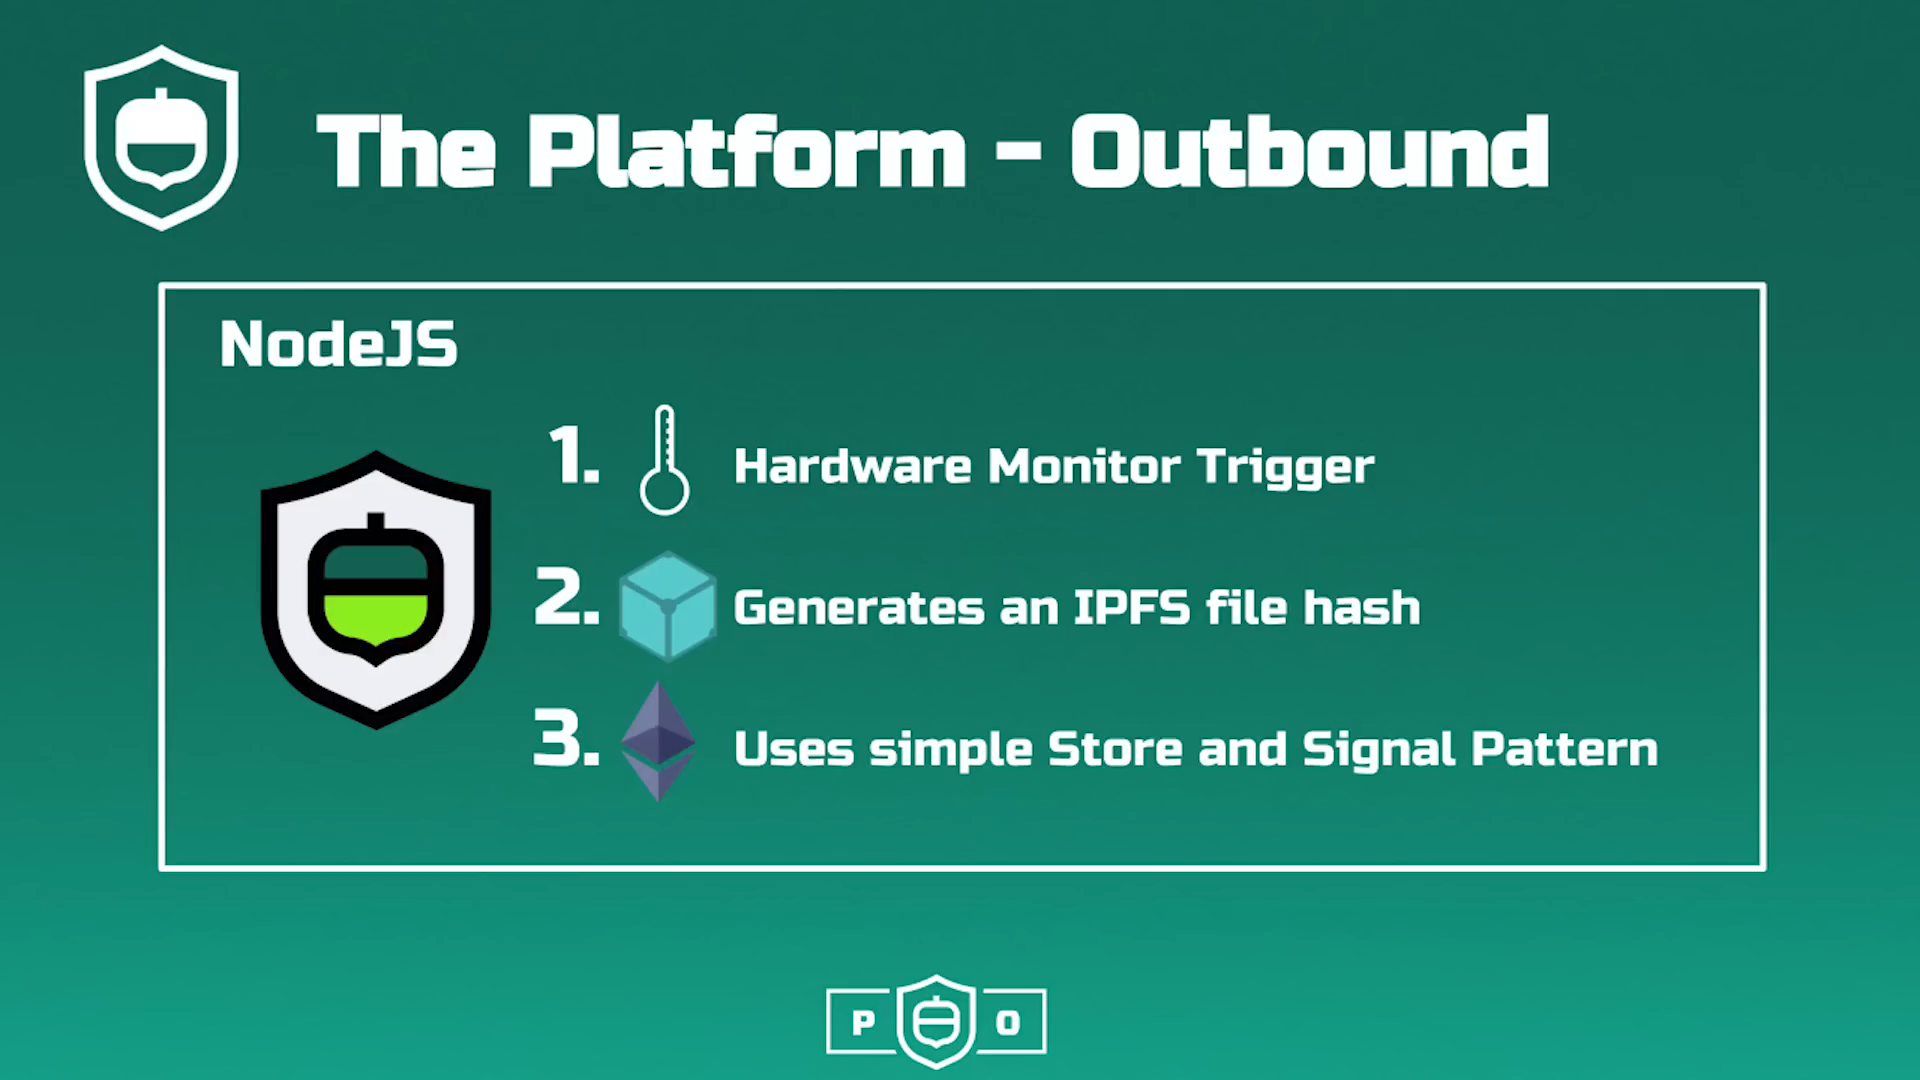 The Platform - Outbound
NodeJS
1. Hardware Monitor Trigger
2. Generates an IPFS file hash
3. Uses simple Store and Signal Pattern
P O